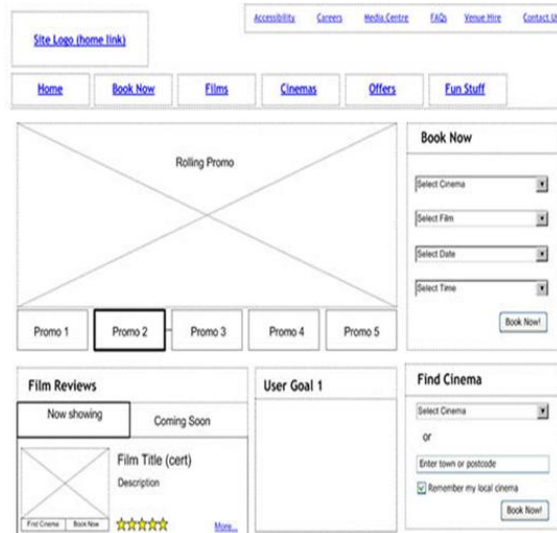 Accessibility Careers Media Centre FAQs Venue Hire Contact Us
Site Logo (home link)
Home Book Now Films Cinemas Offers Fun Stuff
Rolling Promo
Promo 1 Promo 2 Promo 3 Promo 4 Promo 5
Book Now
Select Cinema
Select Film
Select Date
Select Time
Book Now!
Film Reviews
Now showing Coming Soon
Film Title (cert)
Description
Find Cinema Book Now
More...
User Goal 1
Find Cinema
Select Cinema
or
Enter town or postcode
Remember my local cinema
Book Now!